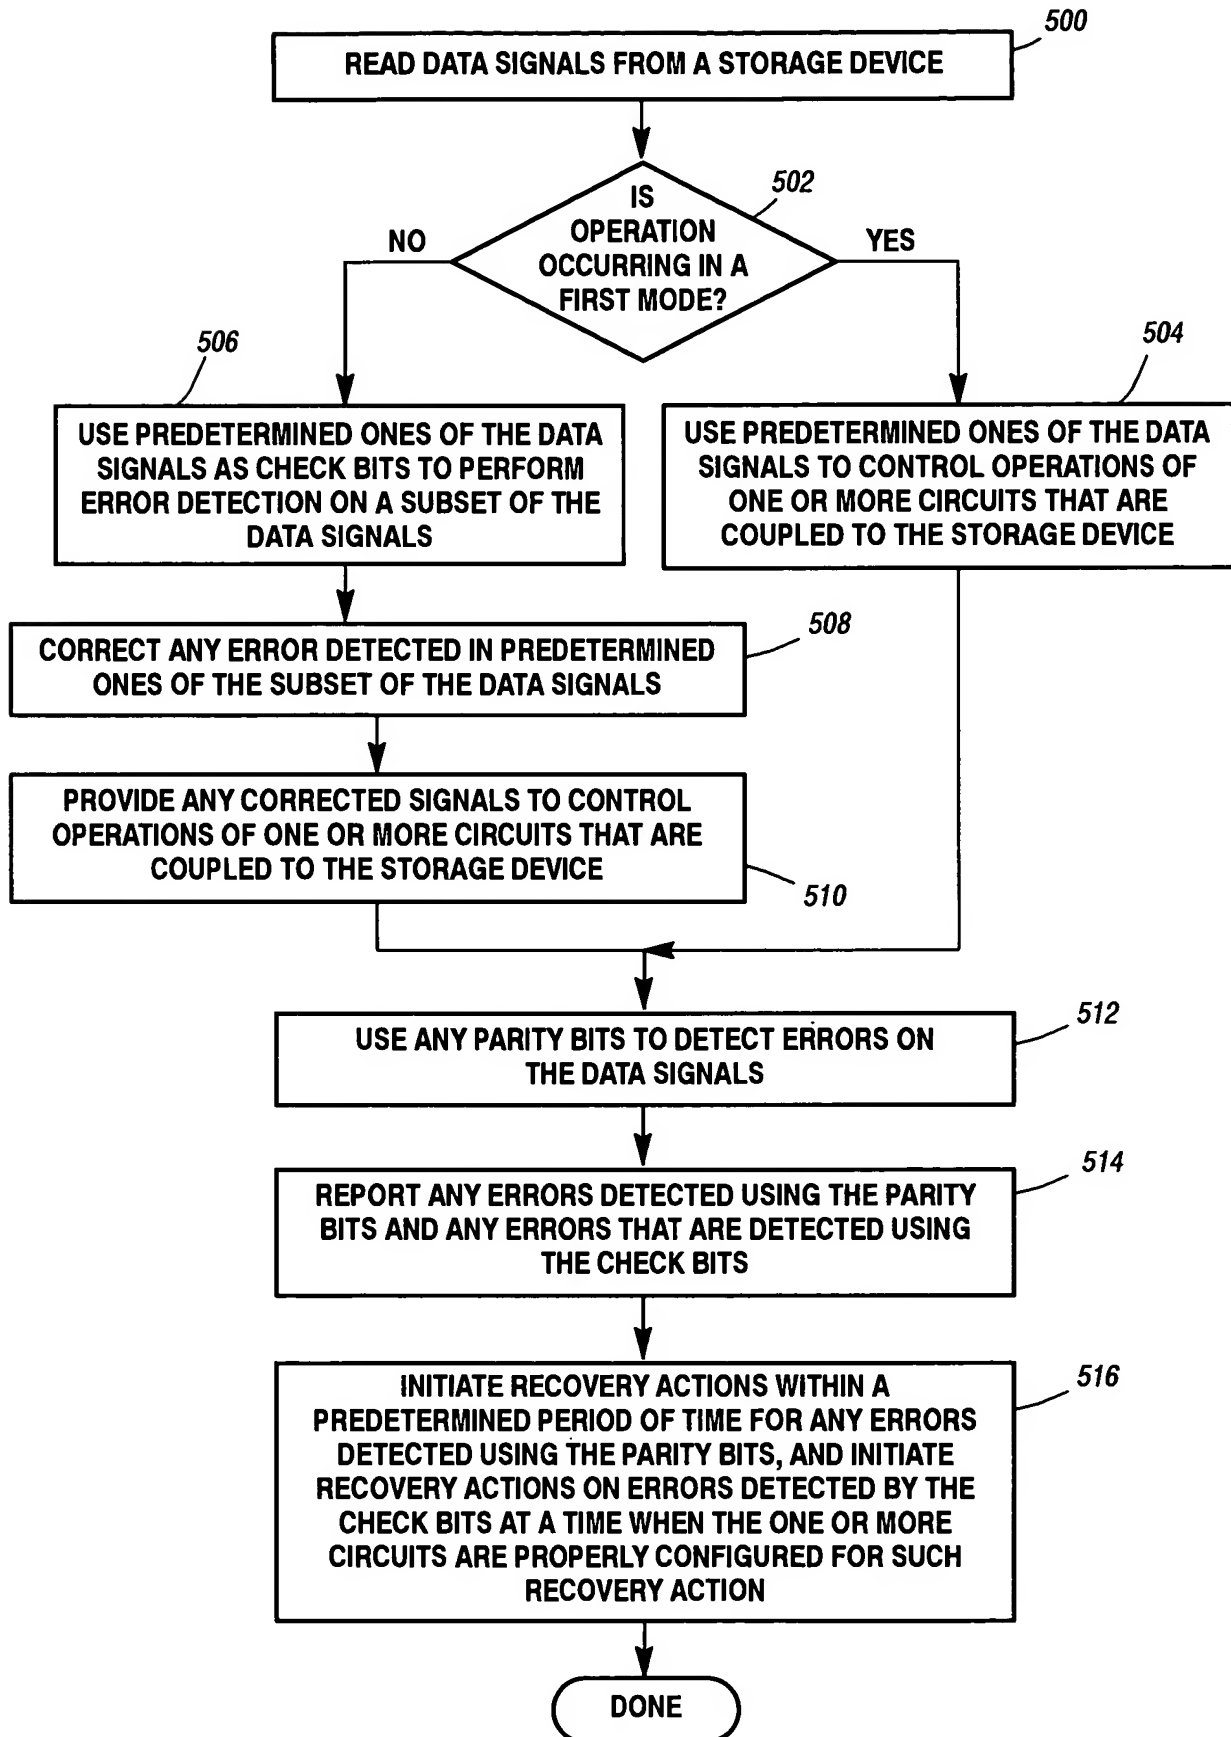 500
READ DATA SIGNALS FROM A STORAGE DEVICE
502
IS
OPERATION
OCCURRING IN A
FIRST MODE?
NO
YES
506
504
USE PREDETERMINED ONES OF THE DATA
SIGNALS AS CHECK BITS TO PERFORM
ERROR DETECTION ON A SUBSET OF THE
DATA SIGNALS
USE PREDETERMINED ONES OF THE DATA
SIGNALS TO CONTROL OPERATIONS OF
ONE OR MORE CIRCUITS THAT ARE
COUPLED TO THE STORAGE DEVICE
508
CORRECT ANY ERROR DETECTED IN PREDETERMINED
ONES OF THE SUBSET OF THE DATA SIGNALS
PROVIDE ANY CORRECTED SIGNALS TO CONTROL
OPERATIONS OF ONE OR MORE CIRCUITS THAT ARE
COUPLED TO THE STORAGE DEVICE
510
512
USE ANY PARITY BITS TO DETECT ERRORS ON
THE DATA SIGNALS
514
REPORT ANY ERRORS DETECTED USING THE PARITY
BITS AND ANY ERRORS THAT ARE DETECTED USING
THE CHECK BITS
516
INITIATE RECOVERY ACTIONS WITHIN A
PREDETERMINED PERIOD OF TIME FOR ANY ERRORS
DETECTED USING THE PARITY BITS, AND INITIATE
RECOVERY ACTIONS ON ERRORS DETECTED BY THE
CHECK BITS AT A TIME WHEN THE ONE OR MORE
CIRCUITS ARE PROPERLY CONFIGURED FOR SUCH
RECOVERY ACTION
DONE